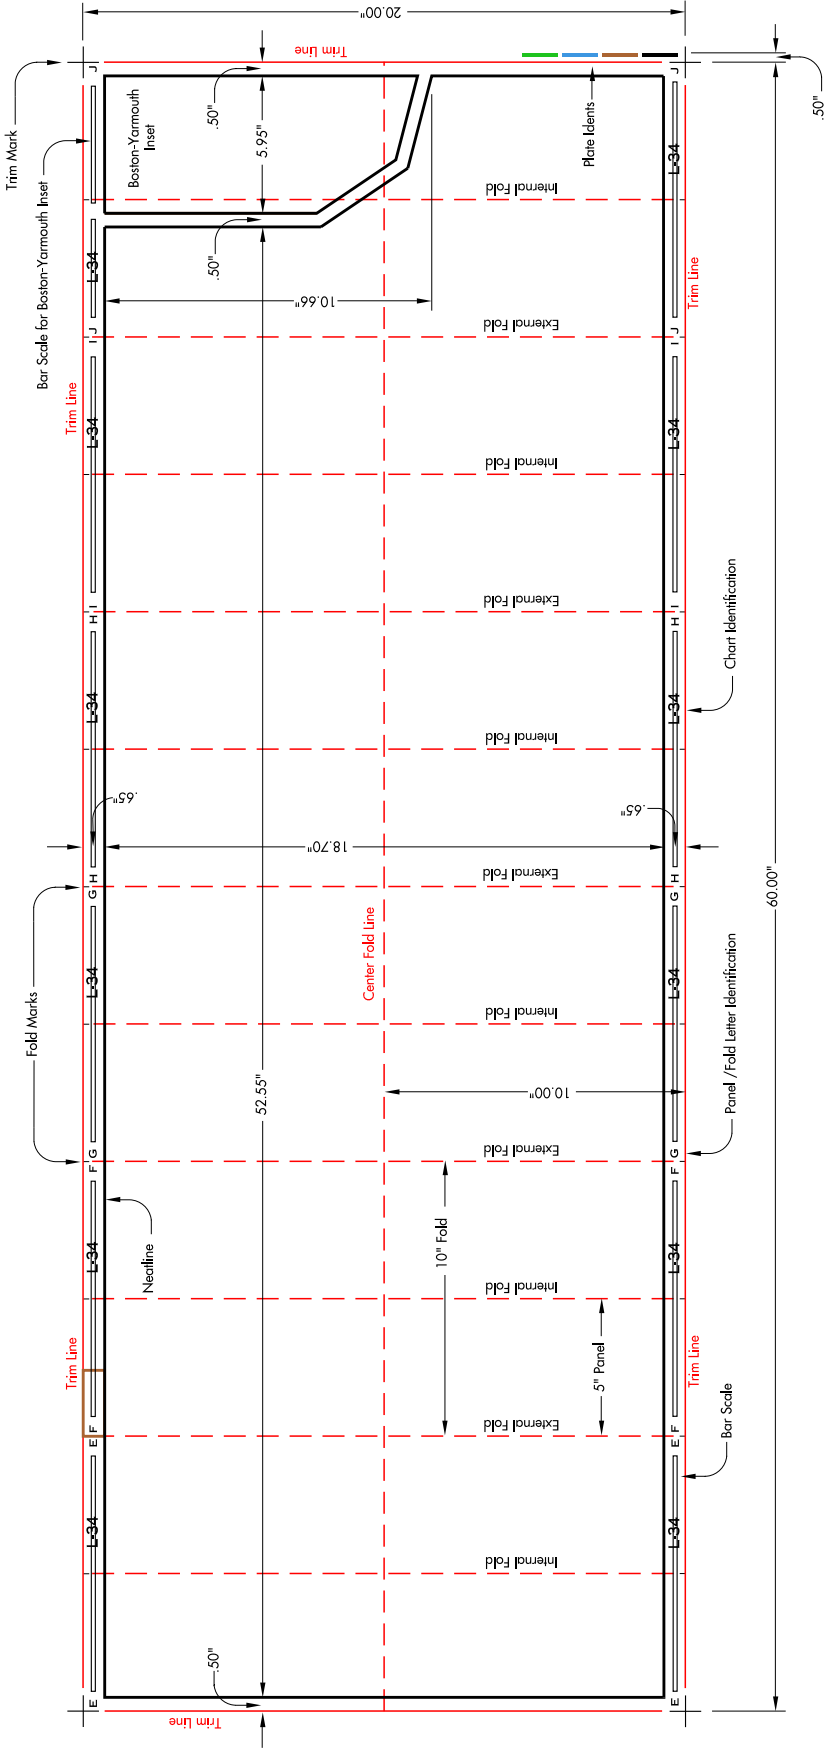 20.00"
Trim Line
Trim Mark
J
J
.50"
Boston-Yarmouth
Inset
.50"
5.95"
Plate Idents
L-34
Bar Scale for Boston-Yarmouth Inset
Internal Fold
.50"
L-34
Trim Line
10.66"
External Fold
J
I
J
I
Trim Line
L-34
L-34
Internal Fold
External Fold
I
H
I
H
Chart Identification
L-34
L-34
Internal Fold
.65"
.65"
18.70"
External Fold
H
G
H
G
60.00"
Center Fold Line
Fold Marks
L-34
L-34
Internal Fold
Panel / Fold Letter Identification
52.55"
10.00"
External Fold
G
F
G
F
10" Fold
Neatline
L-34
L-34
Internal Fold
Trim Line
5" Panel
Trim Line
Bar Scale
External Fold
F
E
F
E
L-34
L-34
Internal Fold
.50"
E
E
Trim Line